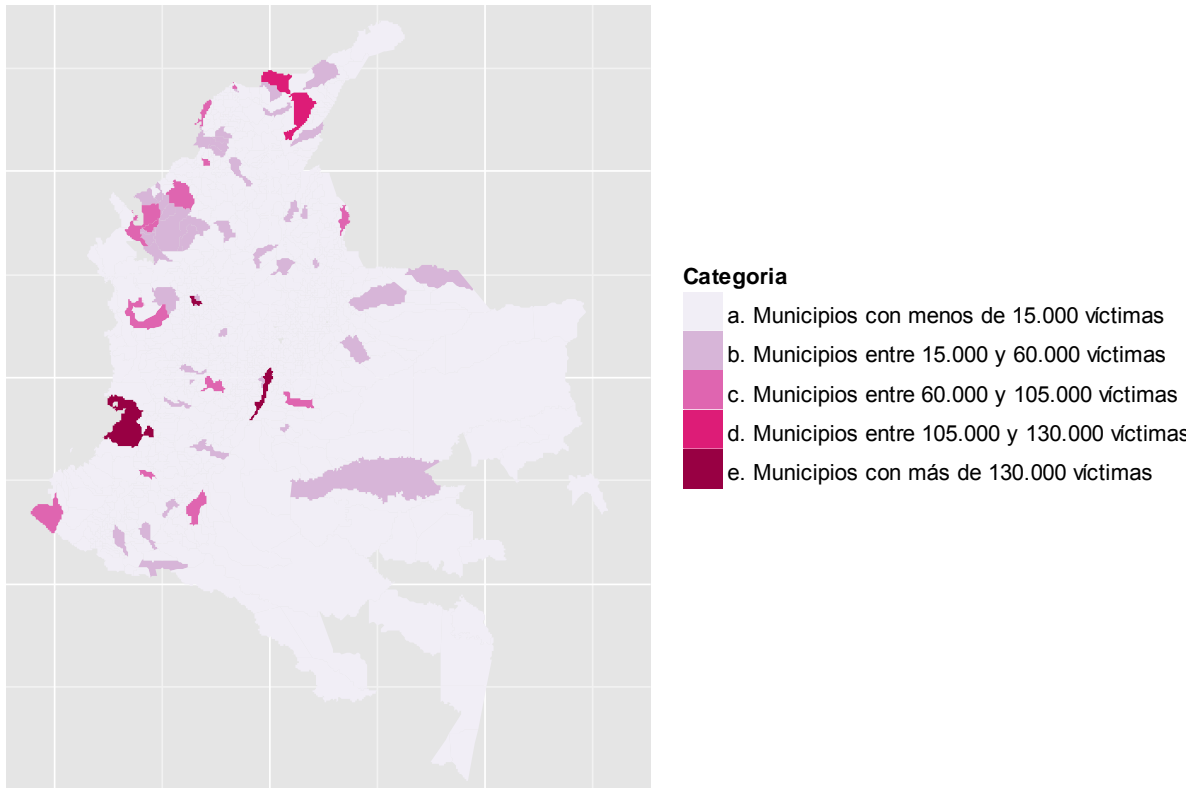 Categoria
a. Municipios con menos de 15.000 víctimas
b. Municipios entre 15.000 y 60.000 víctimas
c. Municipios entre 60.000 y 105.000 víctimas
d. Municipios entre 105.000 y 130.000 víctimas
e. Municipios con más de 130.000 víctimas